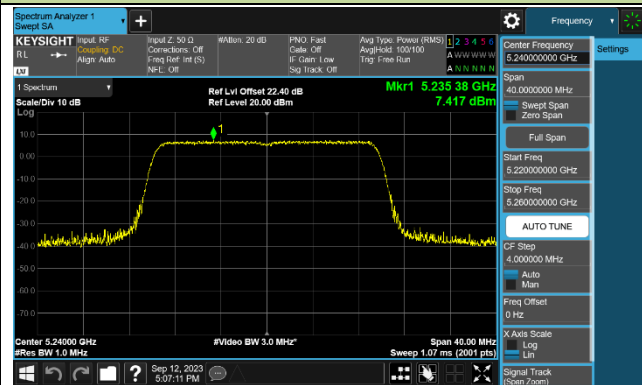 Spectrum Analyzer 1
Swept SA
Frequency
KEYSIGHT
RL
LXI
Input: RF
Coupling: DC
Align: Auto
Input Z: 50 Ω
Corrections: Off
Freq Ref: Int (S)
NFE: Off
#Atten: 20 dB
PNO: Fast
Gate: Off
IF Gain: Low
Sig Track: Off
Avg Type: Power (RMS)
Avg|Hold: 100/100
Trig: Free Run
1 2 3 4 5 6
A W W W W W
A N N N N N
1 Spectrum
Scale/Div 10 dB
Log
Ref Lvl Offset 22.40 dB
Ref Level 20.00 dBm
Mkr1 5.235 38 GHz
7.417 dBm
1
10.0
0.00
-10.0
-20.0
-30.0
-40.0
-50.0
-60.0
-70.0
Center 5.24000 GHz
#Res BW 1.0 MHz
#Video BW 3.0 MHz*
Span 40.00 MHz
Sweep 1.07 ms (2001 pts)
Sep 12, 2023
5:07:11 PM
Center Frequency
5.240000000 GHz
Settings
Span
40.0000000 MHz
Swept Span
Zero Span
Full Span
Start Freq
5.220000000 GHz
Stop Freq
5.260000000 GHz
AUTO TUNE
CF Step
4.000000 MHz
Auto
Man
Freq Offset
0 Hz
X Axis Scale
Log
Lin
Signal Track
(Span Zoom)